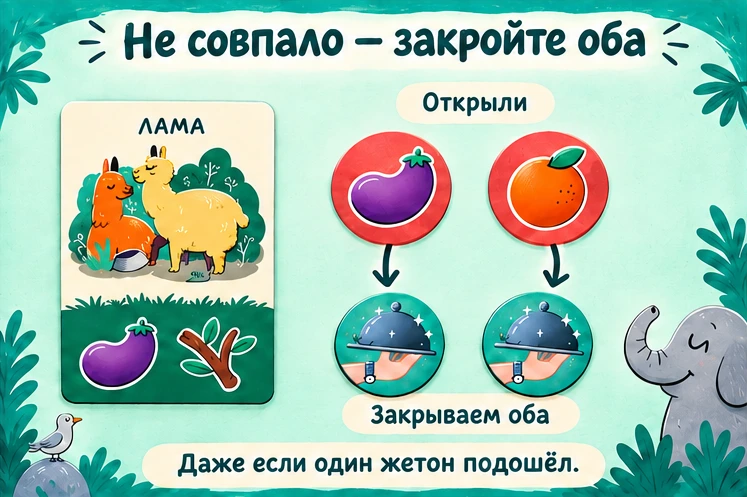 Не совпало – закройте оба
Открыли
ЛАМА
Закрываем оба
Даже если один жетон подошёл.